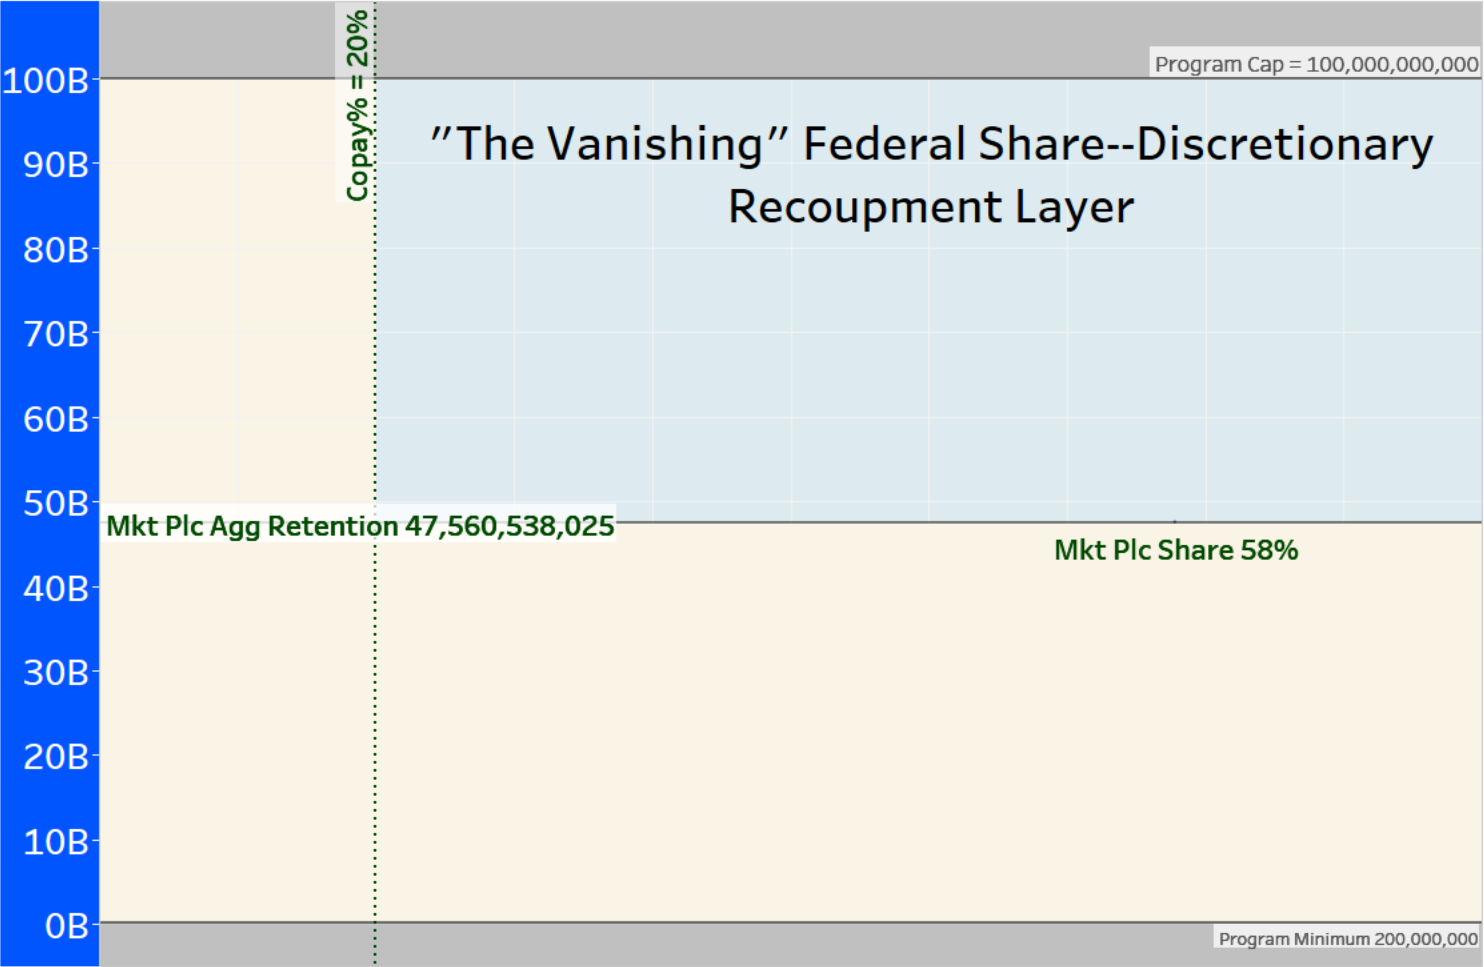 Copay% = 20%
Program Cap = 100,000,000,000
100B
″The Vanishing″ Federal Share--Discretionary
Recoupment Layer
90B
80B
70B
60B
50B
Mkt Plc Agg Retention 47,560,538,025
Mkt Plc Share 58%
40B
30B
20B
10B
0B
Program Minimum 200,000,000